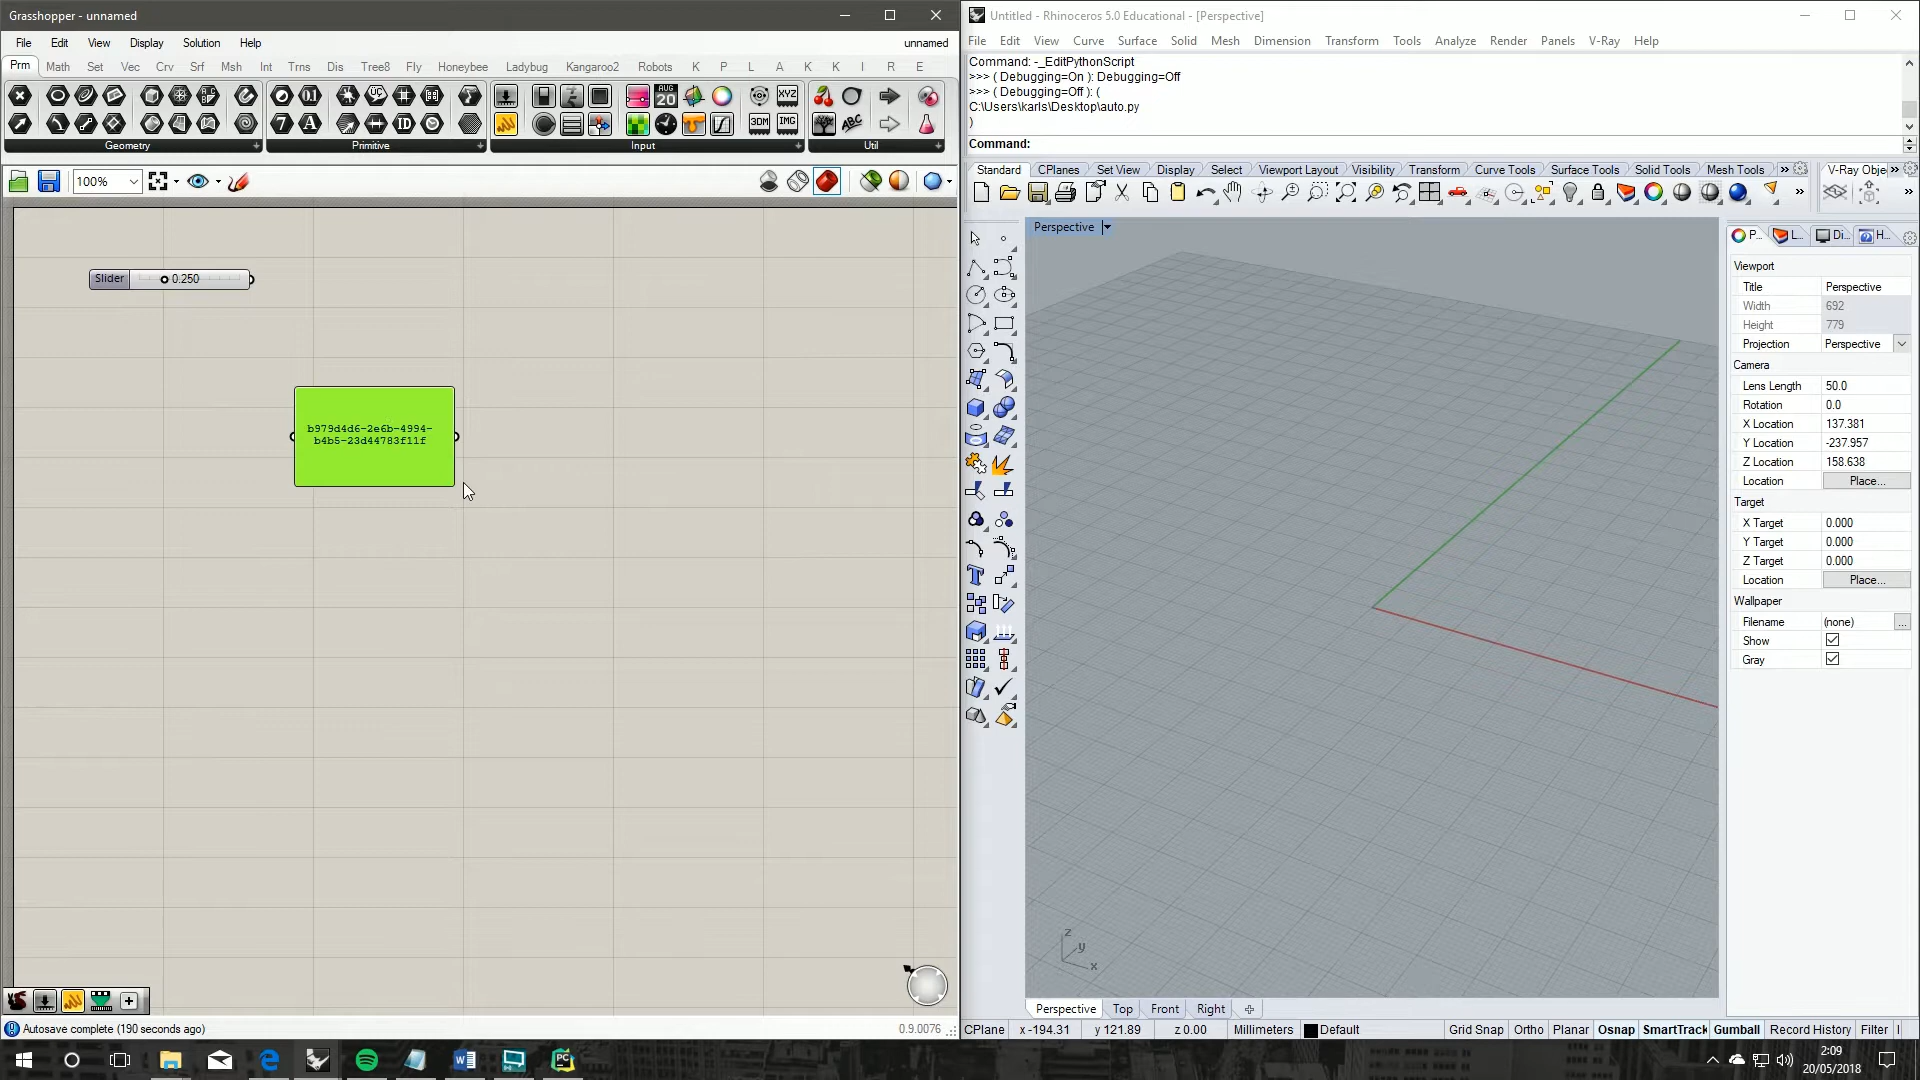 Grasshopper - unnamed
File Edit View Display Solution Help unnamed
Prm Math Set Vec Crv Srf Msh Int Trns Dis Tree8 Fly Honeybee Ladybug Kangaroo2 Robots K P L A K K I R E
Geometry Primitive Input Util
100%
Slider 0.250
b979d4d6-2e6b-4994-
b4b5-23d44783f11f
Autosave complete (190 seconds ago) 0.9.0076
Untitled - Rhinoceros 5.0 Educational - [Perspective]
File Edit View Curve Surface Solid Mesh Dimension Transform Tools Analyze Render Panels V-Ray Help
Command: -_EditPythonScript
>>> ( Debugging=On ): Debugging=Off
>>> ( Debugging=Off ): (
C:\Users\karls\Desktop\auto.py
)
Command:
Standard CPlanes Set View Display Select Viewport Layout Visibility Transform Curve Tools Surface Tools Solid Tools Mesh Tools V-Ray Obje
Perspective
z
y
x
P... L... Di... H...
Viewport
Title Perspective
Width 692
Height 779
Projection Perspective
Camera
Lens Length 50.0
Rotation 0.0
X Location 137.381
Y Location -237.957
Z Location 158.638
Location Place...
Target
X Target 0.000
Y Target 0.000
Z Target 0.000
Location Place...
Wallpaper
Filename (none) ...
Show
Gray
Perspective Top Front Right
CPlane x -194.31 y 121.89 z 0.00 Millimeters Default Grid Snap Ortho Planar Osnap SmartTrack Gumball Record History Filter
2:09
20/05/2018